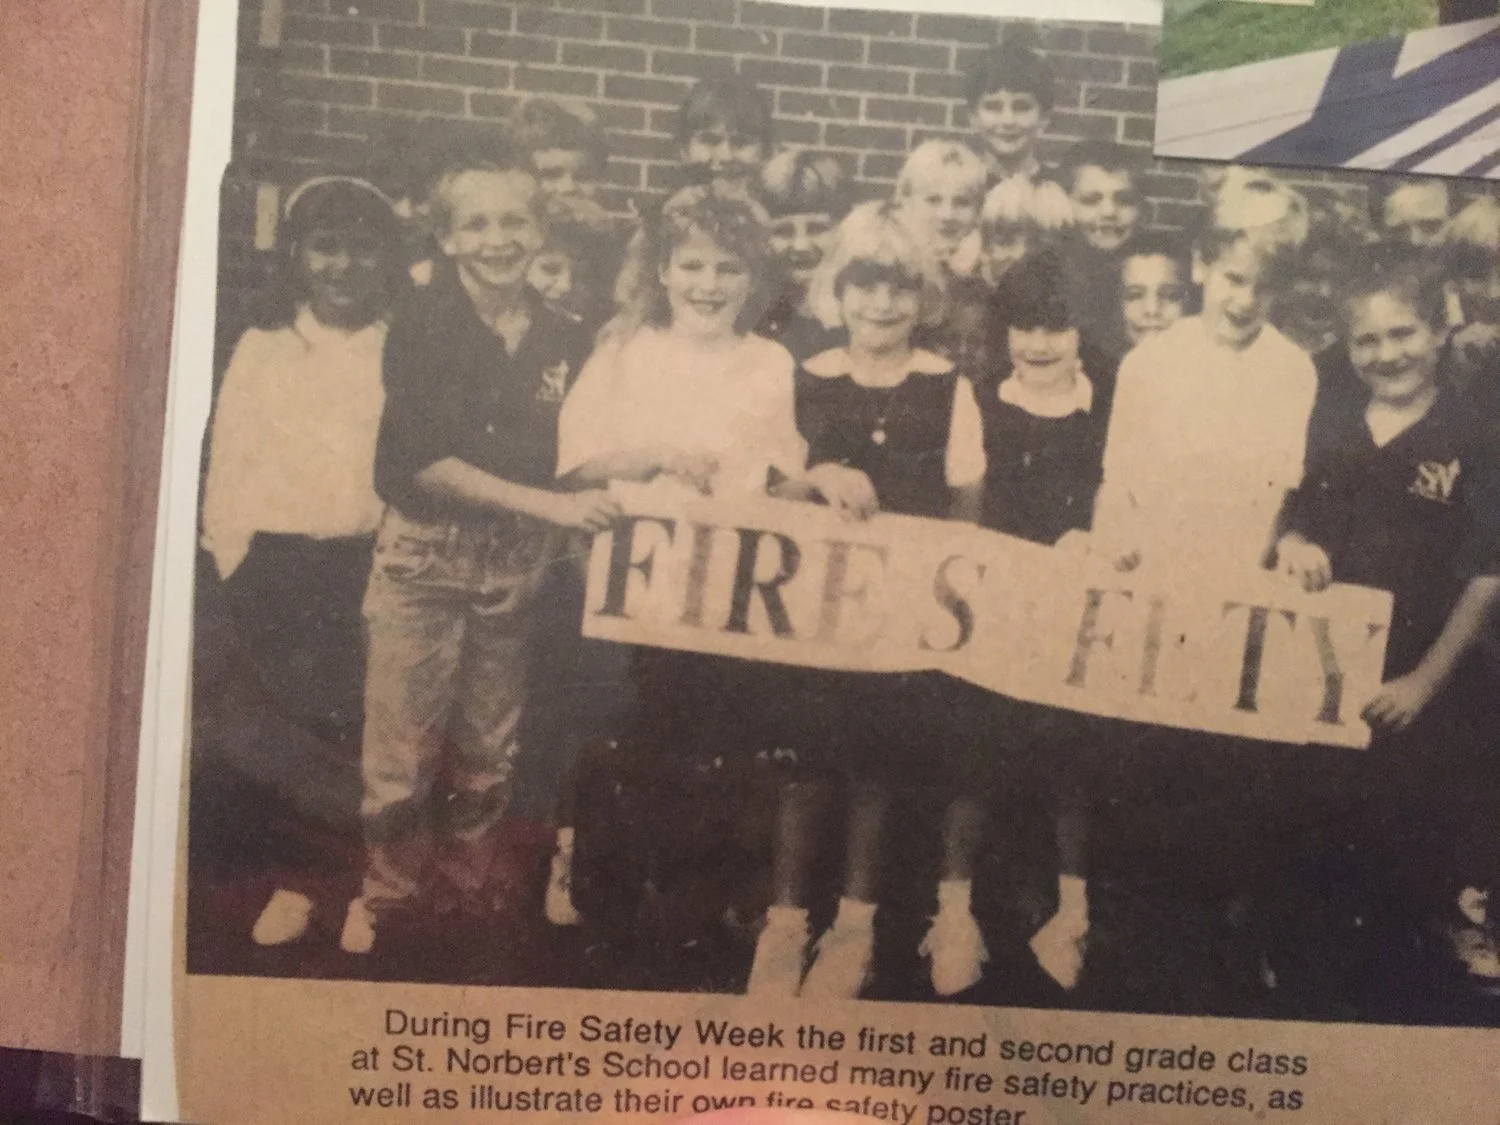 FIRE S FETY
During Fire Safety Week the first and second grade class
at St. Norbert's School learned many fire safety practices, as
well as illustrate their own fire safety poster